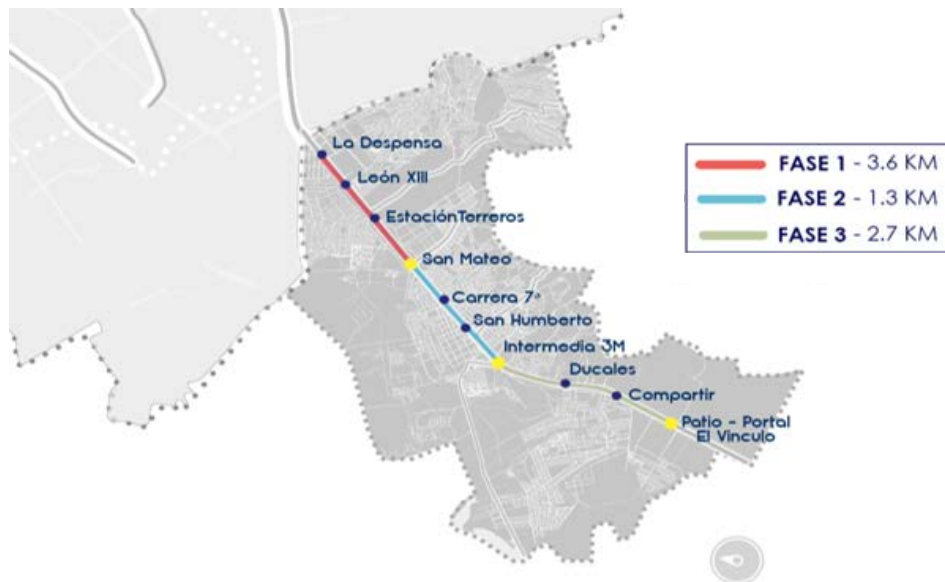 La Despensa
León XIII
EstaciónTerreros
San Mateo
Carrera 7ª
San Humberto
Intermedia 3M
Ducales
Compartir
Patio - Portal
El Vinculo
FASE 1 - 3.6 KM
FASE 2 - 1.3 KM
FASE 3 - 2.7 KM